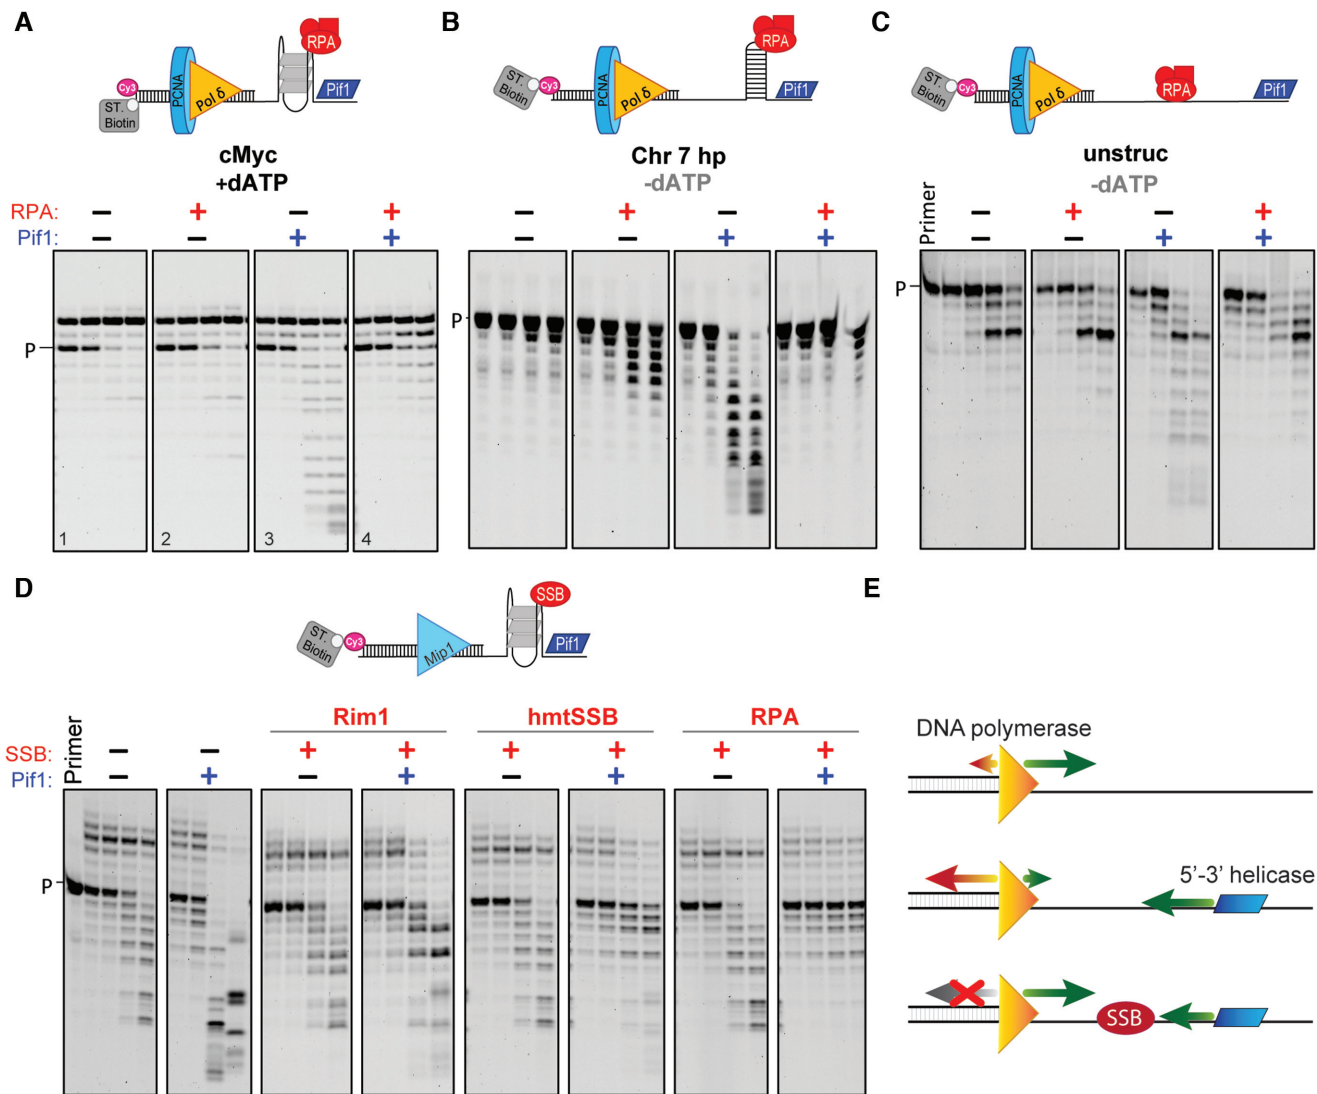 A
RPA
Cy3
PCNA
Pol δ
Pif1
ST.
Biotin
cMyc
+dATP
RPA: − + − +
Pif1: − − + +
P
1 2 3 4
B
RPA
ST.
Biotin
Cy3
PCNA
Pol δ
Pif1
Chr 7 hp
-dATP
− + − +
− − + +
P
C
ST.
Biotin
Cy3
PCNA
Pol δ
RPA
Pif1
unstruc
-dATP
Primer
− + − +
− − + +
P
D
SSB
ST.
Biotin
Cy3
Mip1
Pif1
Rim1 hmtSSB RPA
Primer
SSB: − − + + + + + +
Pif1: − + − + − + − +
P
E
DNA polymerase
5'-3' helicase
SSB